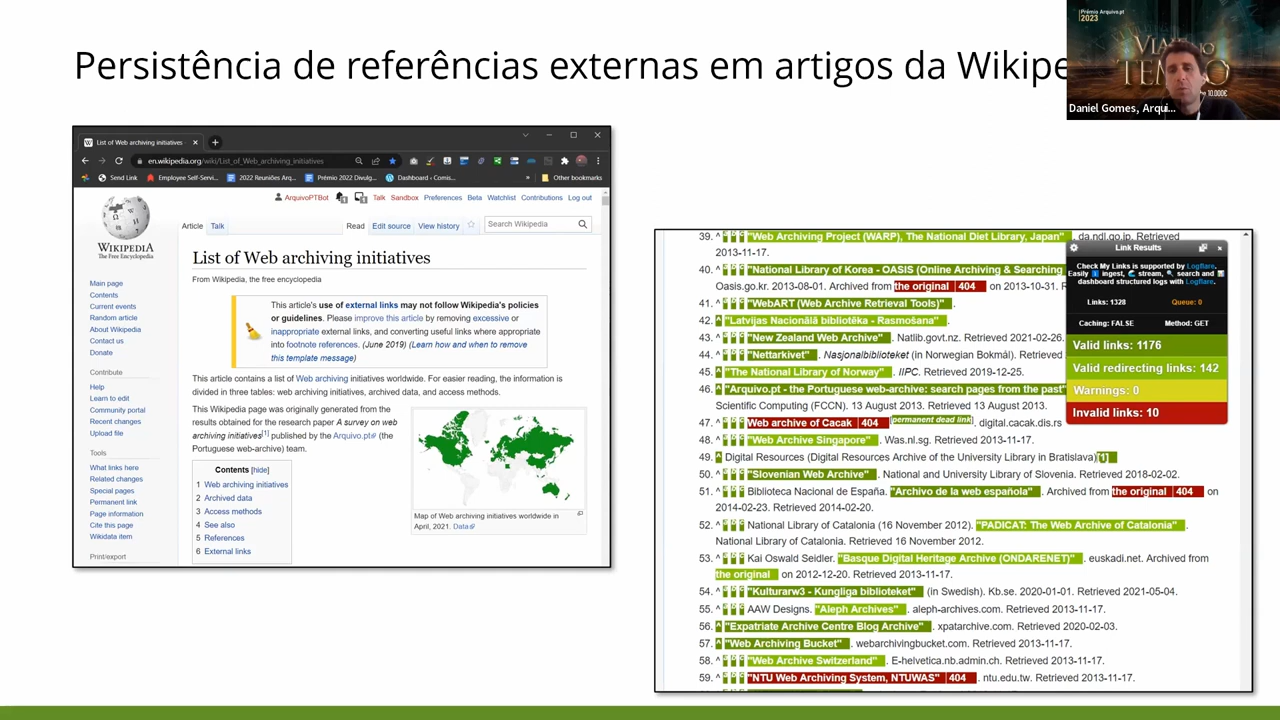 Persistência de referências externas em artigos da Wikipe
Prémio Arquivo.pt
2023
TEMPO
10.000€
Daniel Gomes, Arqui...
List of Web archiving initiatives
en.wikipedia.org/wiki/List_of_Web_archiving_initiatives
Send Link
Employee Self-Servi...
2022 Reuniões Arq...
Prémio 2022 Divulg...
Dashboard ‹ Comis...
»
Other bookmarks
ArquivoPTBot
Talk
Sandbox
Preferences
Beta
Watchlist
Contributions
Log out
WIKIPEDIA
The Free Encyclopedia
Article
Talk
Read
Edit source
View history
Search Wikipedia
Main page
Contents
Current events
Random article
About Wikipedia
Contact us
Donate
Contribute
Help
Learn to edit
Community portal
Recent changes
Upload file
Tools
What links here
Related changes
Special pages
Permanent link
Page information
Cite this page
Wikidata item
Print/export
List of Web archiving initiatives
From Wikipedia, the free encyclopedia
This article's use of external links may not follow Wikipedia's policies
or guidelines. Please improve this article by removing excessive or
inappropriate external links, and converting useful links where appropriate
into footnote references. (June 2019) (Learn how and when to remove
this template message)
This article contains a list of Web archiving initiatives worldwide. For easier reading, the information is
divided in three tables: web archiving initiatives, archived data, and access methods.
This Wikipedia page was originally generated from the
results obtained for the research paper A survey on web
archiving initiatives[1] published by the Arquivo.pt (the
Portuguese web-archive) team.
Contents [hide]
1 Web archiving initiatives
2 Archived data
3 Access methods
4 See also
5 References
6 External links
Map of Web archiving initiatives worldwide in
April, 2021. Data
39. ^ "Web Archiving Project (WARP), The National Diet Library, Japan" . da.ndl.go.jp. Retrieved
2013-11-17.
40. ^ "National Library of Korea - OASIS (Online Archiving & Searching
Oasis.go.kr. 2013-08-01. Archived from the original 404 on 2013-10-31. R
41. ^ "WebART (Web Archive Retrieval Tools)" .
42. ^ "Latvijas Nacionālā bibliotēka - Rasmošana" .
43. ^ "New Zealand Web Archive" . Natlib.govt.nz. Retrieved 2021-02-26.
44. ^ "Nettarkivet" . Nasjonalbiblioteket (in Norwegian Bokmål). Retrieved
45. ^ "The National Library of Norway" . IIPC. Retrieved 2019-12-25.
46. ^ "Arquivo.pt - the Portuguese web-archive: search pages from the past"
Scientific Computing (FCCN). 13 August 2013. Retrieved 13 August 2013.
47. ^ Web archive of Cacak 404 [permanent dead link]. digital.cacak.dis.rs
48. ^ "Web Archive Singapore" . Was.nl.sg. Retrieved 2013-11-17.
49. ^ Digital Resources (Digital Resources Archive of the University Library in Bratislava)[1]
50. ^ "Slovenian Web Archive" . National and University Library of Slovenia. Retrieved 2018-02-02.
51. ^ Biblioteca Nacional de España. "Archivo de la web española" . Archived from the original 404 on
2014-02-23. Retrieved 2014-02-20.
52. ^ National Library of Catalonia (16 November 2012). "PADICAT: The Web Archive of Catalonia" .
National Library of Catalonia. Retrieved 16 November 2012.
53. ^ Kai Oswald Seidler. "Basque Digital Heritage Archive (ONDARENET)" . euskadi.net. Archived from
the original on 2012-12-20. Retrieved 2013-11-17.
54. ^ "Kulturarw3 - Kungliga biblioteket" (in Swedish). Kb.se. 2020-01-01. Retrieved 2021-05-04.
55. ^ AAW Designs. "Aleph Archives" . aleph-archives.com. Retrieved 2013-11-17.
56. ^ "Expatriate Archive Centre Blog Archive" . xpatarchive.com. Retrieved 2020-02-03.
57. ^ "Web Archiving Bucket" . webarchivingbucket.com. Retrieved 2013-11-17.
58. ^ "Web Archive Switzerland" . E-helvetica.nb.admin.ch. Retrieved 2013-11-17.
59. ^ "NTU Web Archiving System, NTUWAS" 404 . ntu.edu.tw. Retrieved 2013-11-17.
Link Results
Check My Links is supported by Logflare.
Easily ingest, stream, search and
dashboard structured logs with Logflare.
Links: 1328
Queue: 0
Caching: FALSE
Method: GET
Valid links: 1176
Valid redirecting links: 142
Warnings: 0
Invalid links: 10